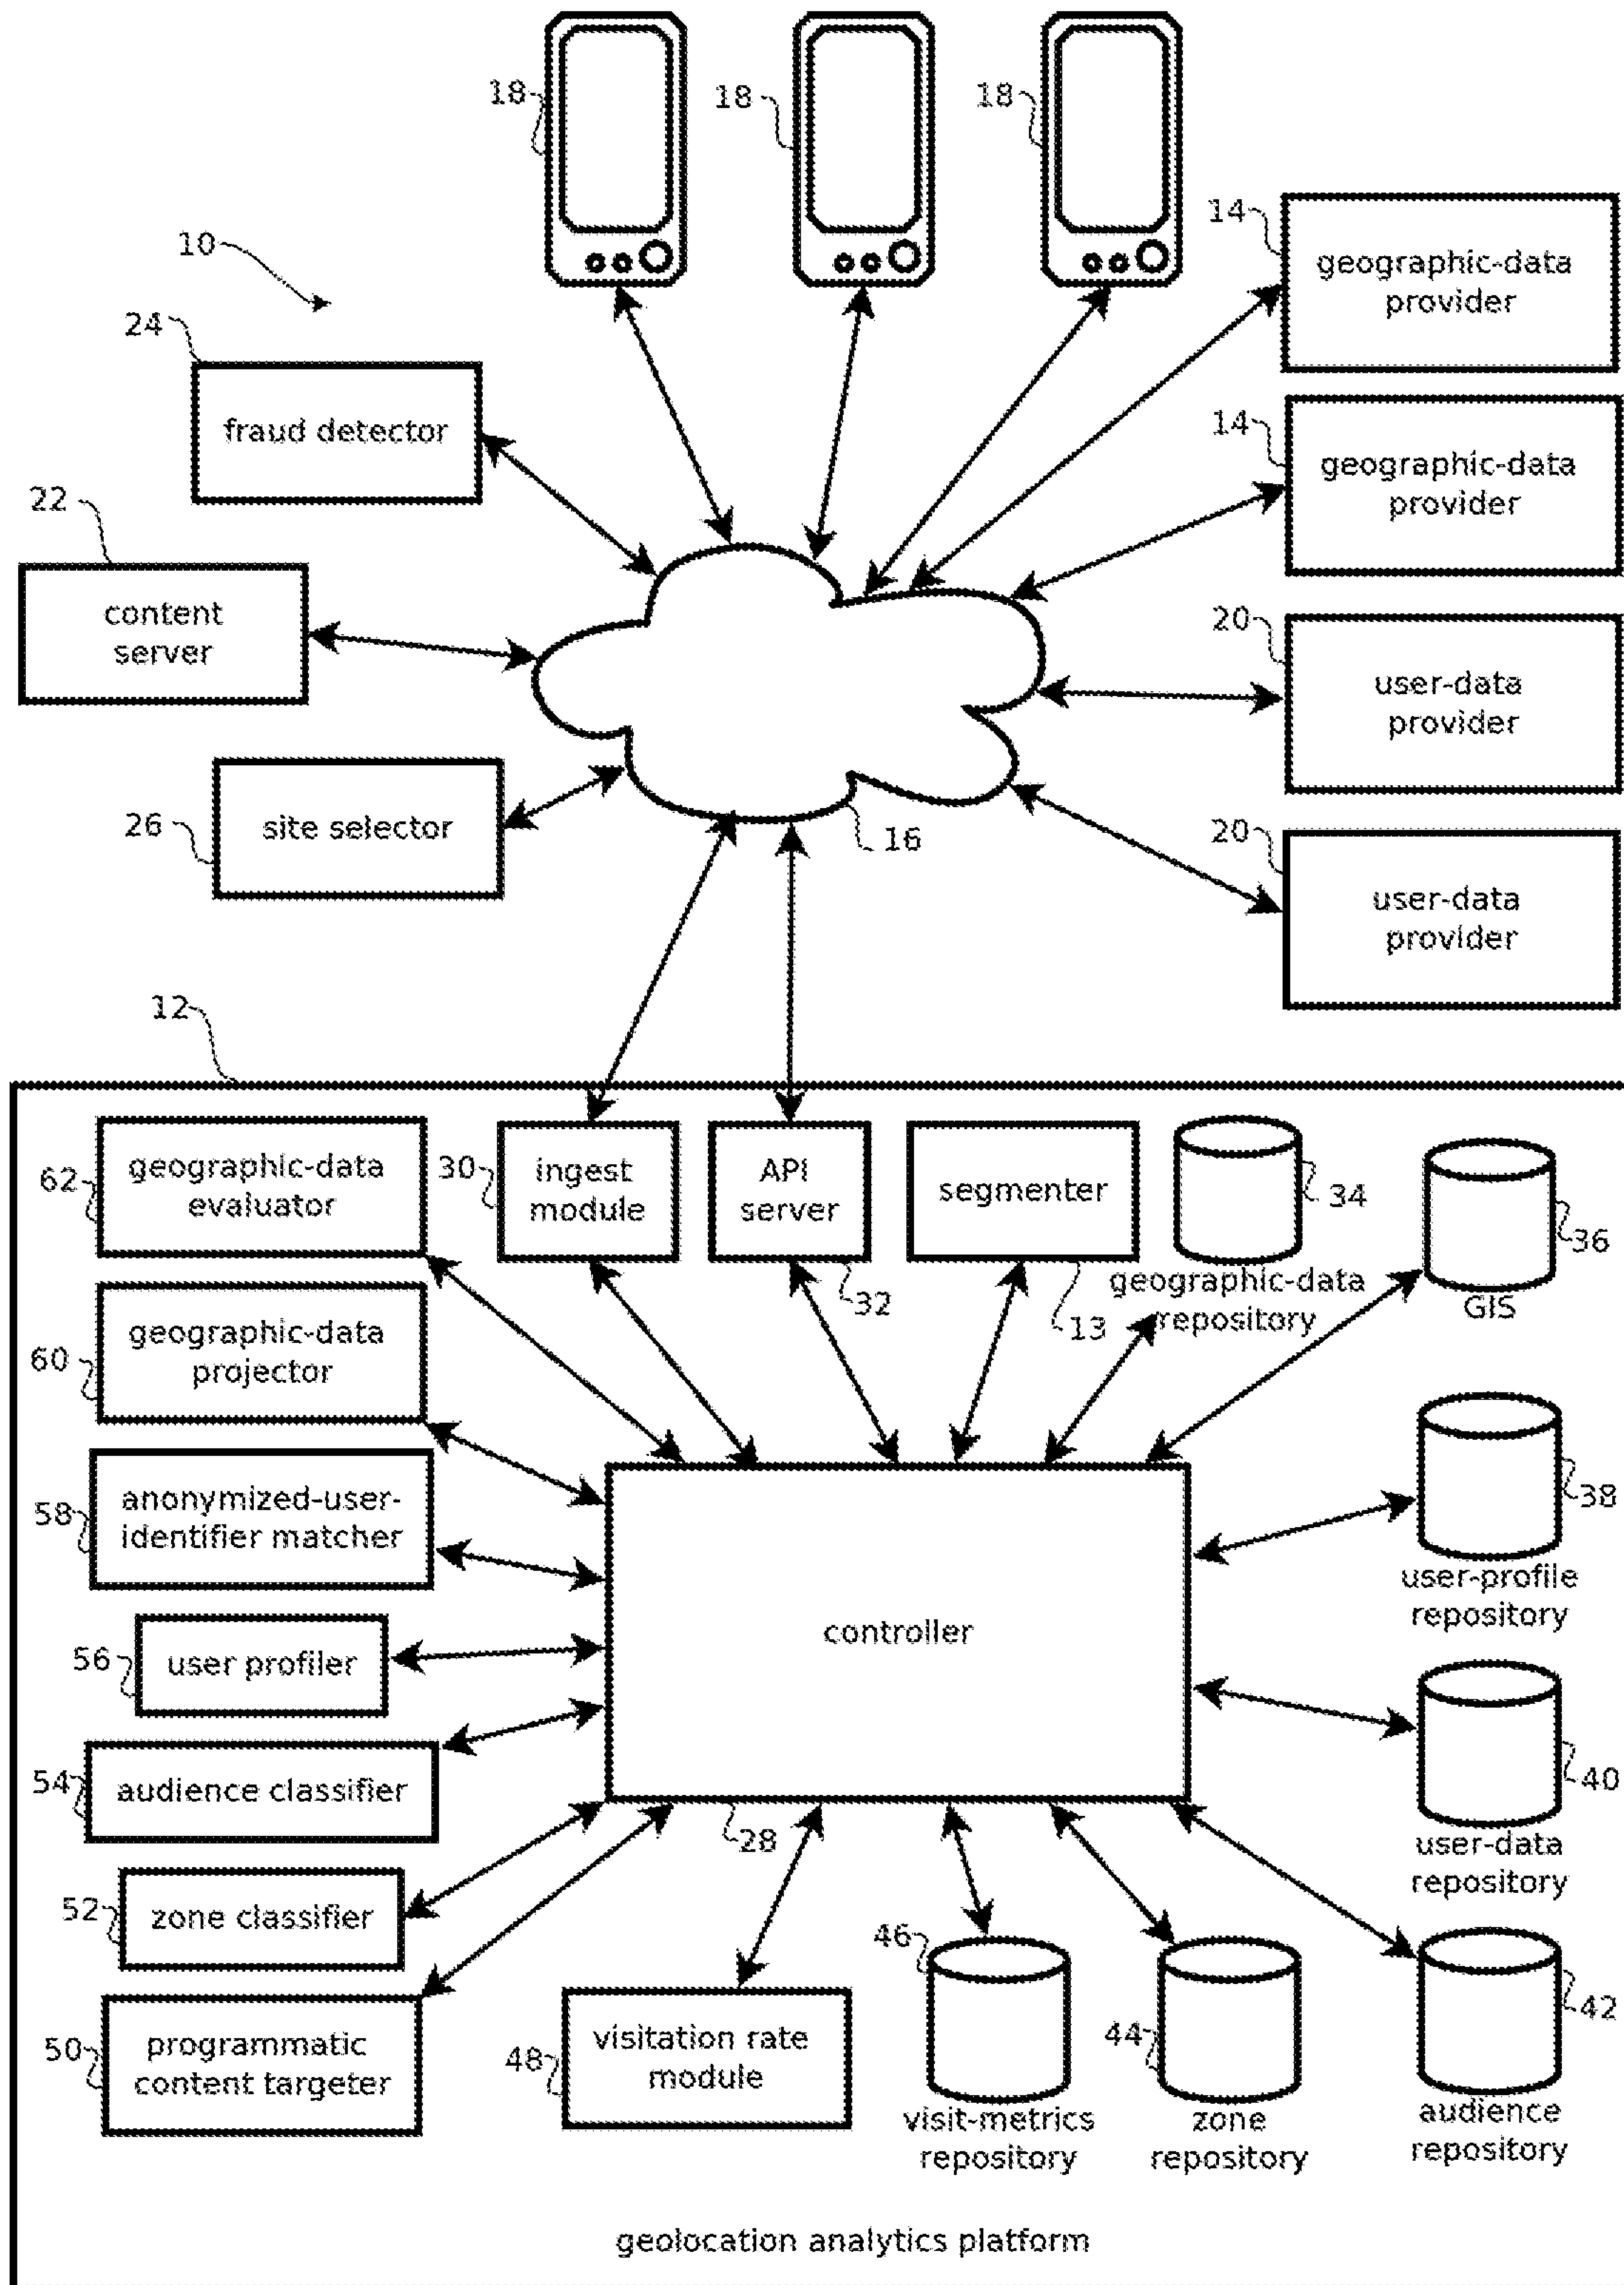 18
18
18
14
geographic-data
provider
10
24
fraud detector
14
geographic-data
provider
22
content
server
20
user-data
provider
26
site selector
16
20
user-data
provider
12
62
geographic-data
evaluator
30
ingest
module
API
server
32
segmenter
13
34
geographic-data
repository
36
GIS
60
geographic-data
projector
58
anonymized-user-
identifier matcher
controller
28
38
user-profile
repository
56
user profiler
54
audience classifier
40
user-data
repository
52
zone classifier
50
programmatic
content targeter
48
visitation rate
module
46
visit-metrics
repository
44
zone
repository
42
audience
repository
geolocation analytics platform